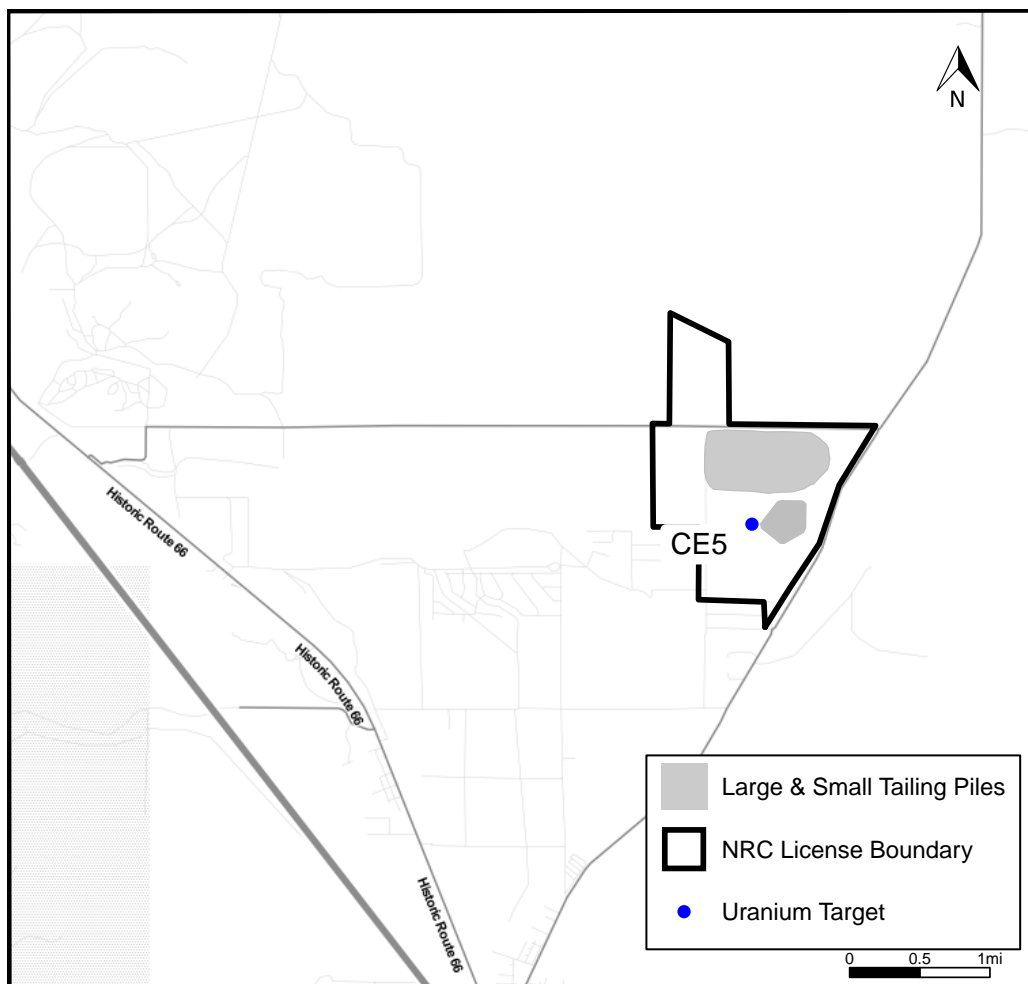 N
Historic Route 66
CE5
Historic Route 66
Historic Route 66
Large & Small Tailing Piles
NRC License Boundary
Uranium Target
0 0.5 1mi